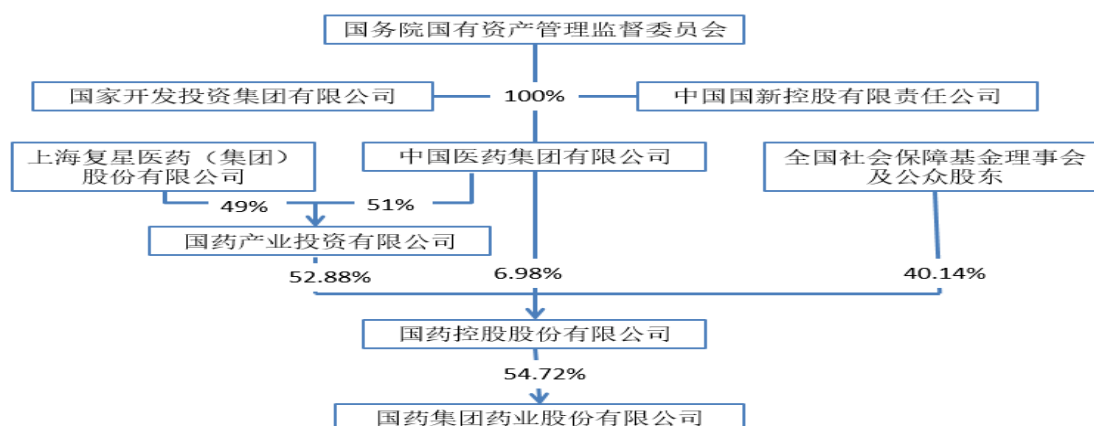 国务院国有资产管理监督委员会
国家开发投资集团有限公司
100%
中国国新控股有限责任公司
上海复星医药（集团）
股份有限公司
中国医药集团有限公司
全国社会保障基金理事会
及公众股东
49%
51%
国药产业投资有限公司
52.88%
6.98%
40.14%
国药控股股份有限公司
54.72%
国药集团药业股份有限公司